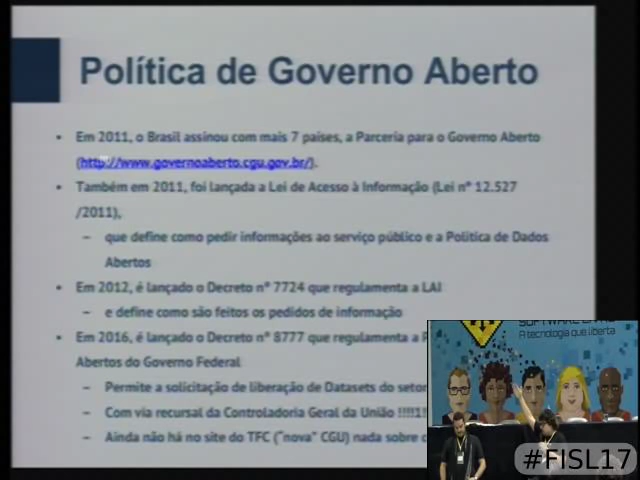 Política de Governo Aberto
• Em 2011, o Brasil assinou com mais 7 países, a Parceria para o Governo Aberto
(http://www.governoaberto.cgu.gov.br/).
• Também em 2011, foi lançada a Lei de Acesso à Informação (Lei nº 12.527
/2011),
– que define como pedir informações ao serviço público e a Política de Dados
Abertos
• Em 2012, é lançado o Decreto nº 7724 que regulamenta a LAI
– e define como são feitos os pedidos de informação
• Em 2016, é lançado o Decreto nº 8777 que regulamenta a
Abertos do Governo Federal
– Permite a solicitação de liberação de Datasets do setor
– Com via recursal da Controladoria Geral da União !!!!1!
– Ainda não há no site do TFC ("nova" CGU) nada sobre
SOFTWARE LIVRE
A tecnologia que liberta
#FISL17